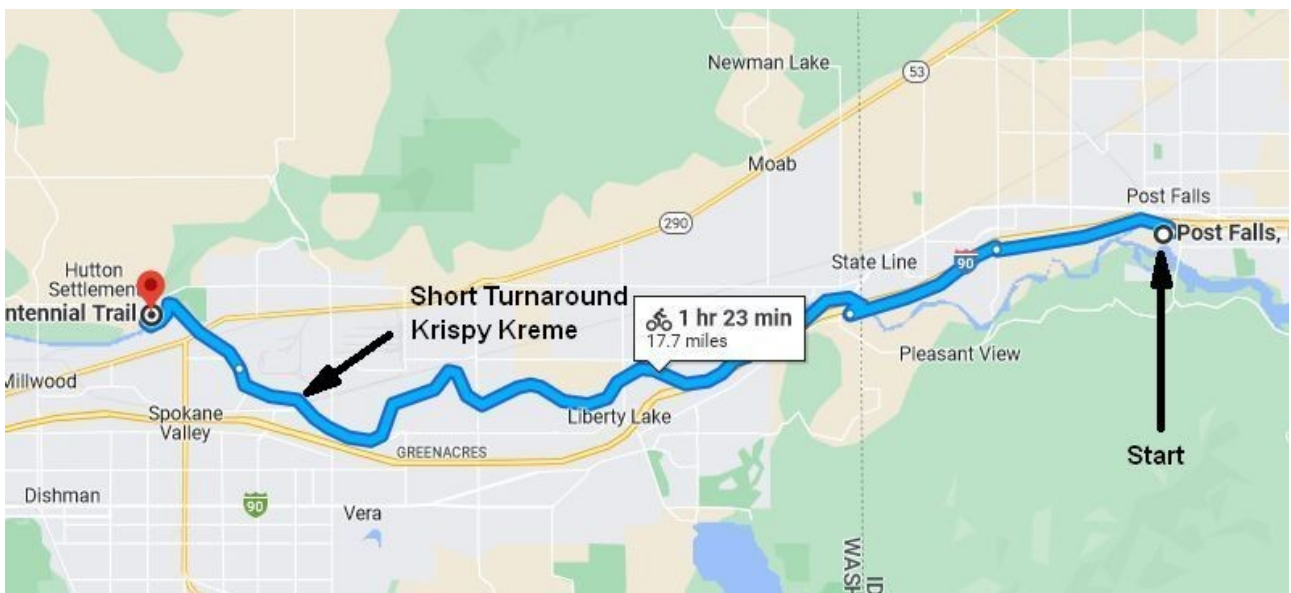 Newman Lake
53
Moab
290
Post Falls
Post Falls,
Hutton
Settlement
ntennial Trail
State Line
90
Short Turnaround
Krispy Kreme
1 hr 23 min
17.7 miles
Pleasant View
Millwood
Spokane
Valley
Liberty Lake
GREENACRES
Start
Dishman
90
Vera
WASH
ID